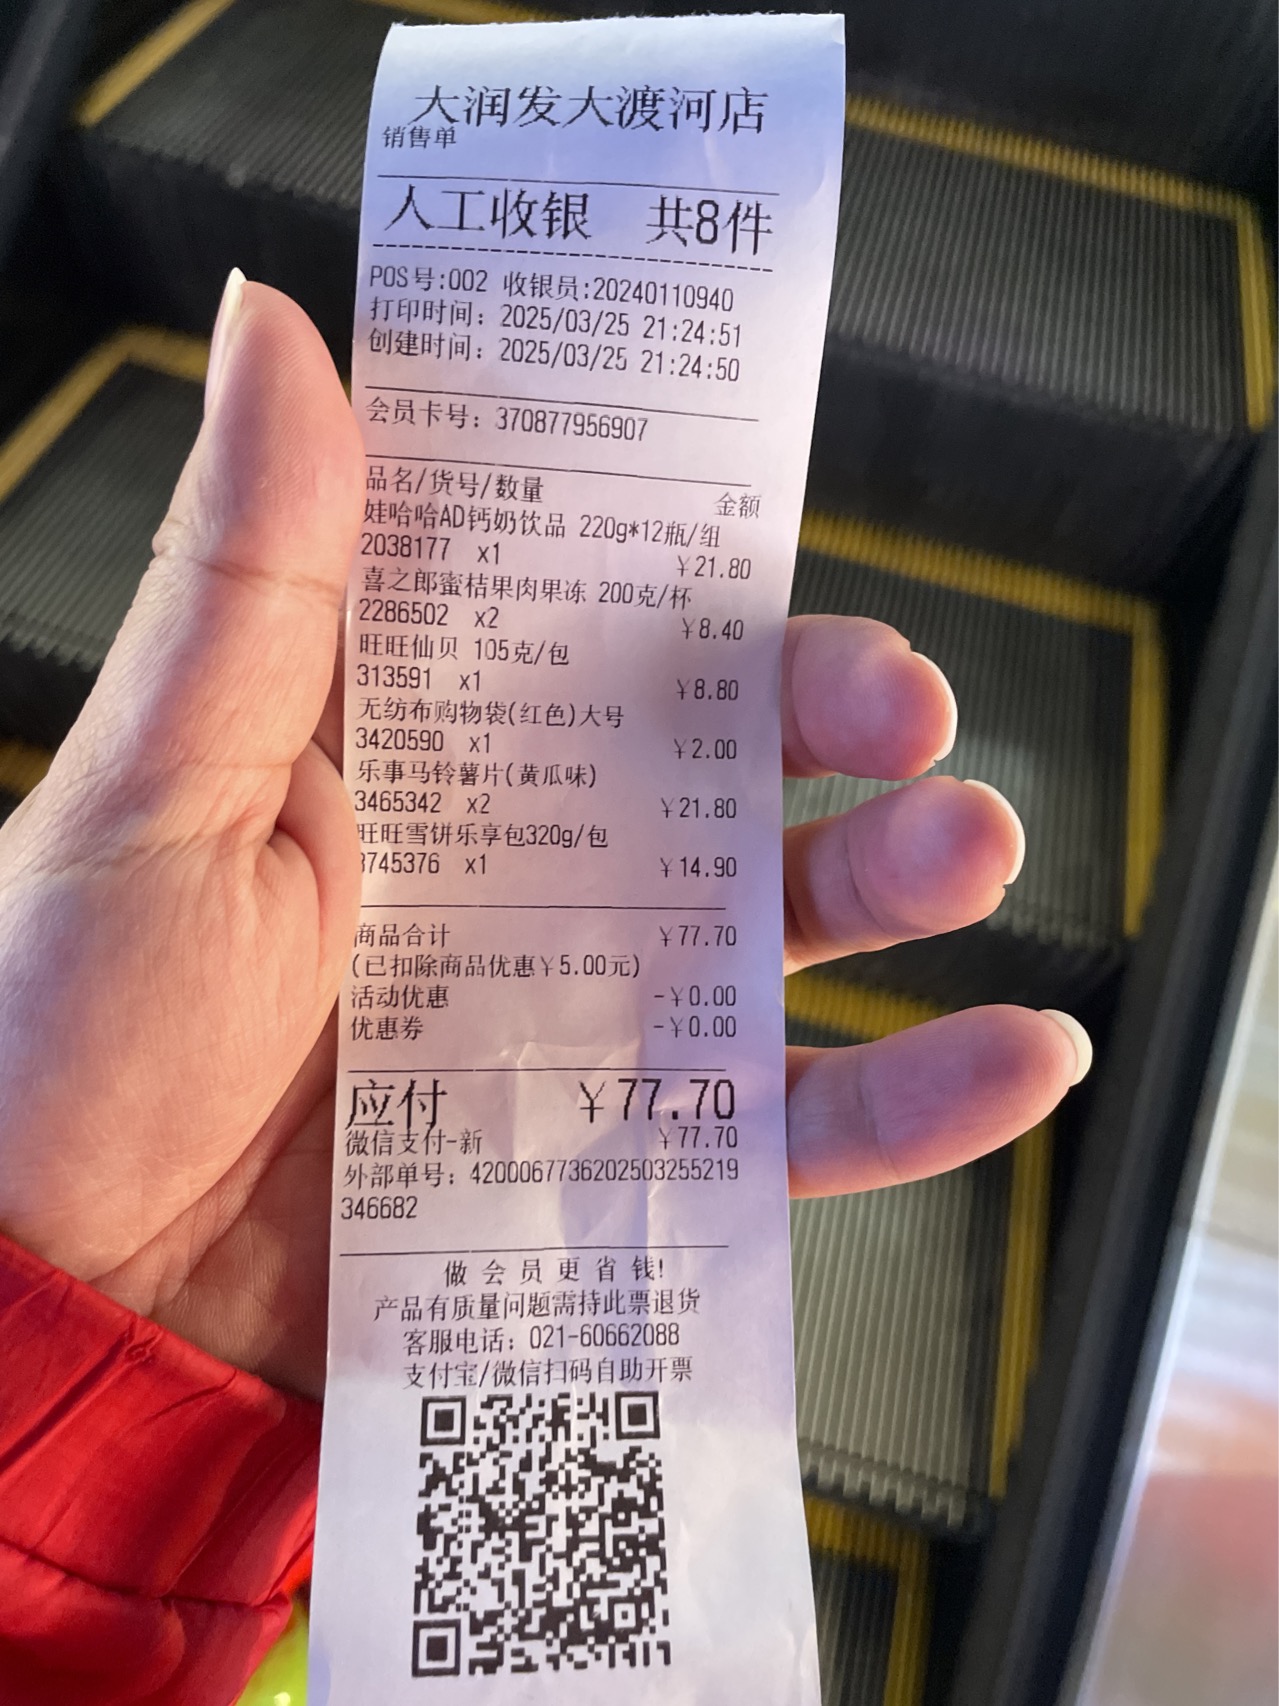 大润发大渡河店
销售单
人工收银 共8件
POS号:002 收银员:20240110940
打印时间：2025/03/25 21:24:51
创建时间：2025/03/25 21:24:50
会员卡号：370877956907
品名/货号/数量 金额
娃哈哈AD钙奶饮品 220g*12瓶/组
2038177 x1 ￥21.80
喜之郎蜜桔果肉果冻 200克/杯
2286502 x2 ￥8.40
旺旺仙贝 105克/包
313591 x1 ￥8.80
无纺布购物袋(红色)大号
3420590 x1 ￥2.00
乐事马铃薯片(黄瓜味)
3465342 x2 ￥21.80
旺旺雪饼乐享包320g/包
3745376 x1 ￥14.90
商品合计 ￥77.70
(已扣除商品优惠￥5.00元)
活动优惠 -￥0.00
优惠券 -￥0.00
应付 ￥77.70
微信支付-新 ￥77.70
外部单号：4200067736202503255219
346682
做会员更省钱!
产品有质量问题需持此票退货
客服电话：021-60662088
支付宝/微信扫码自助开票